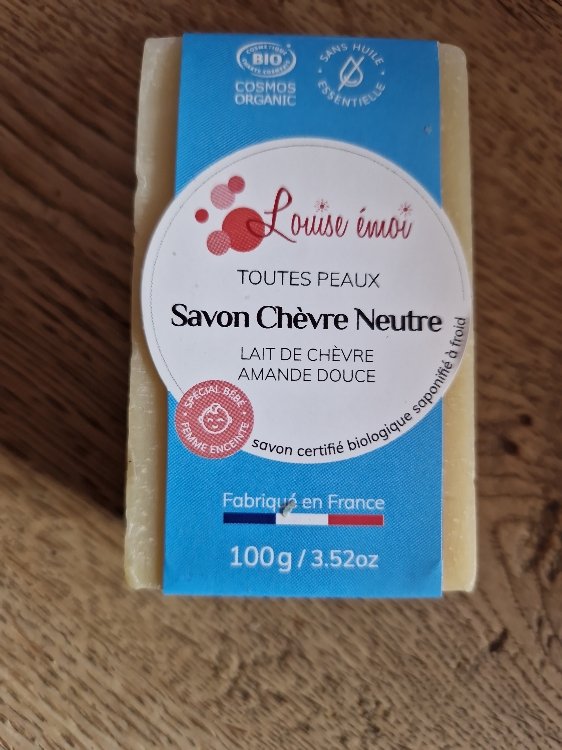 COSMÉTIQUE
BIO
COSMOS
ORGANIC
SANS HUILE
ESSENTIELLE
Louise émoi
TOUTES PEAUX
Savon Chèvre Neutre
LAIT DE CHÈVRE
AMANDE DOUCE
SPÉCIAL BÉBÉ
FEMME ENCEINTE
savon certifié biologique saponifié à froid
Fabriqué en France
100g / 3.52oz